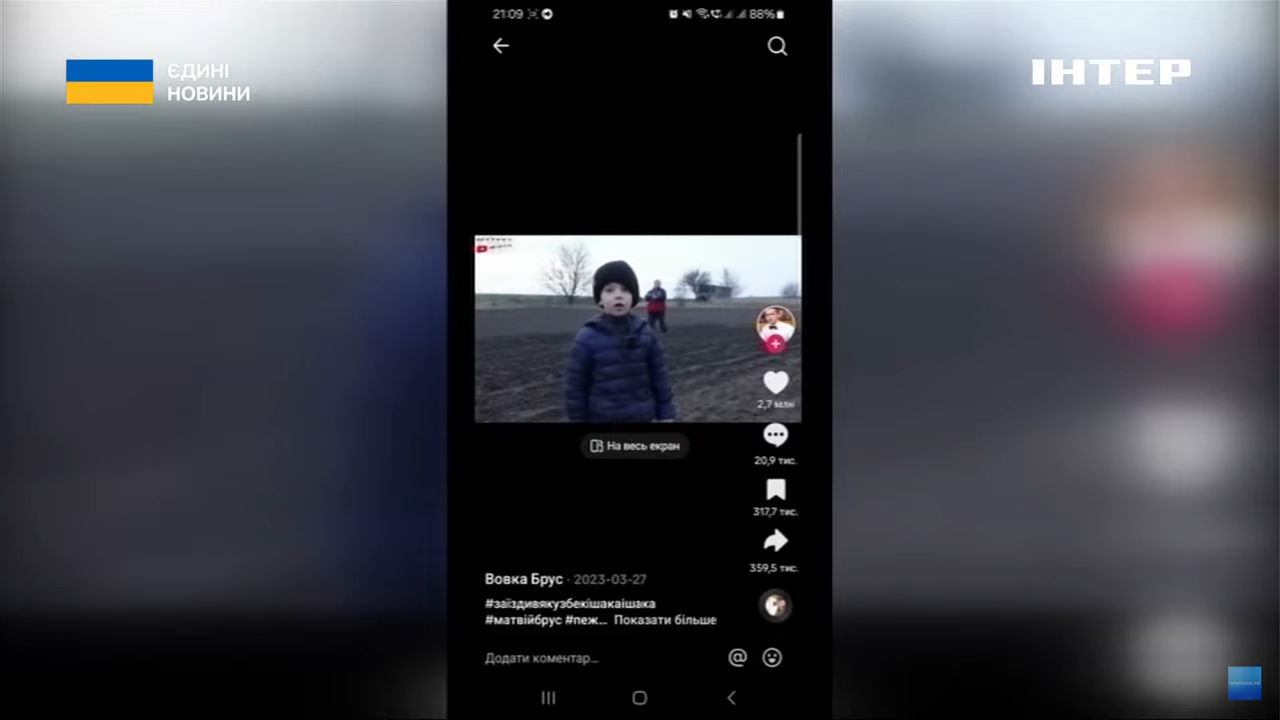 21:09
88%
ЄДИНІ
НОВИНИ
ІНТЕР
2,7 млн
На весь екран
20,9 тис.
317,7 тис.
359,5 тис.
Вовка Брус · 2023-03-27
#заїздивякузбекішакаішака
#матвійбрус #пеж... Показати більше
Додати коментар...